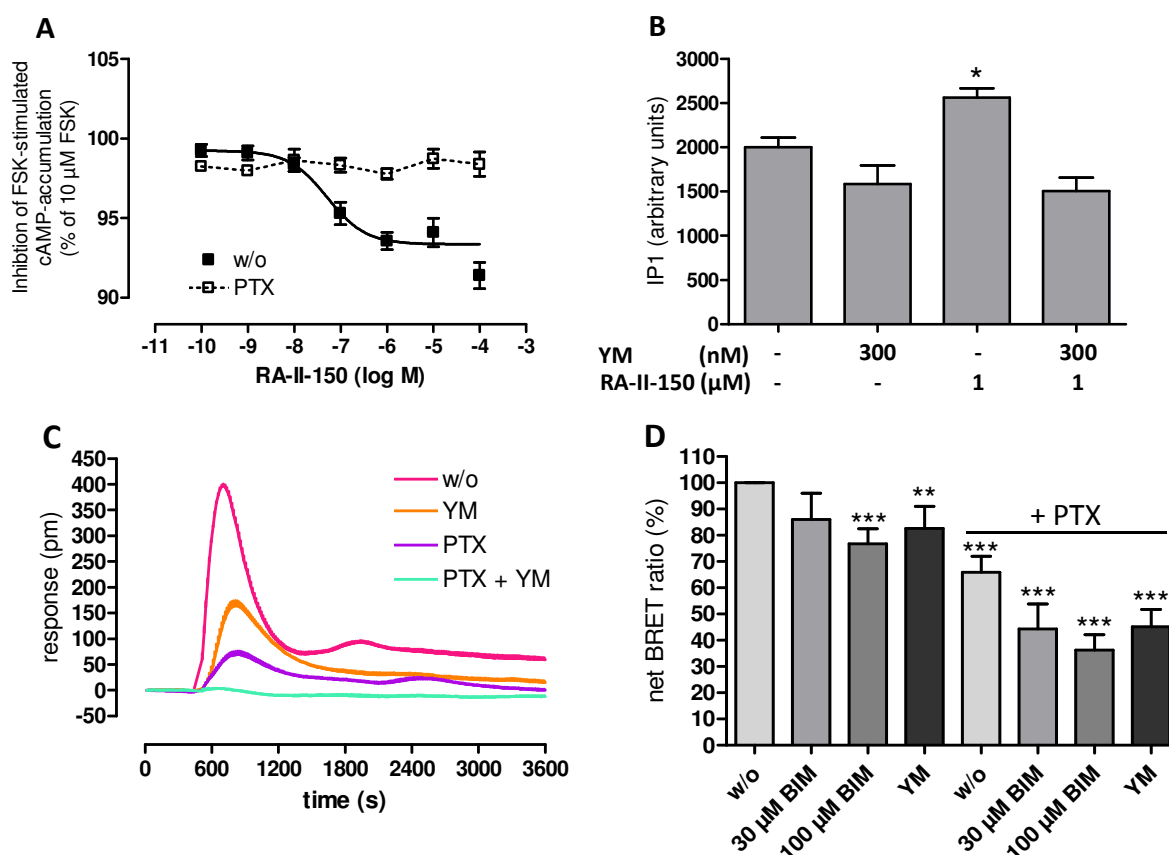 A
Inhibtion of FSK-stimulated
cAMP-accumulation
(% of 10 µM FSK)
105
100
95
90
w/o
PTX
-11 -10 -9 -8 -7 -6 -5 -4 -3
RA-II-150 (log M)
B
IP1 (arbitrary units)
3000
2500
2000
1500
1000
500
0
*
YM (nM) - 300 - 300
RA-II-150 (µM) - - 1 1
C
response (pm)
450
400
350
300
250
200
150
100
50
0
-50
w/o
YM
PTX
PTX + YM
0 600 1200 1800 2400 3000 3600
time (s)
D
net BRET ratio (%)
110
100
90
80
70
60
50
40
30
20
10
0
*** ** *** *** *** ***
+ PTX
w/o 30 µM BIM 100 µM BIM YM w/o 30 µM BIM 100 µM BIM YM